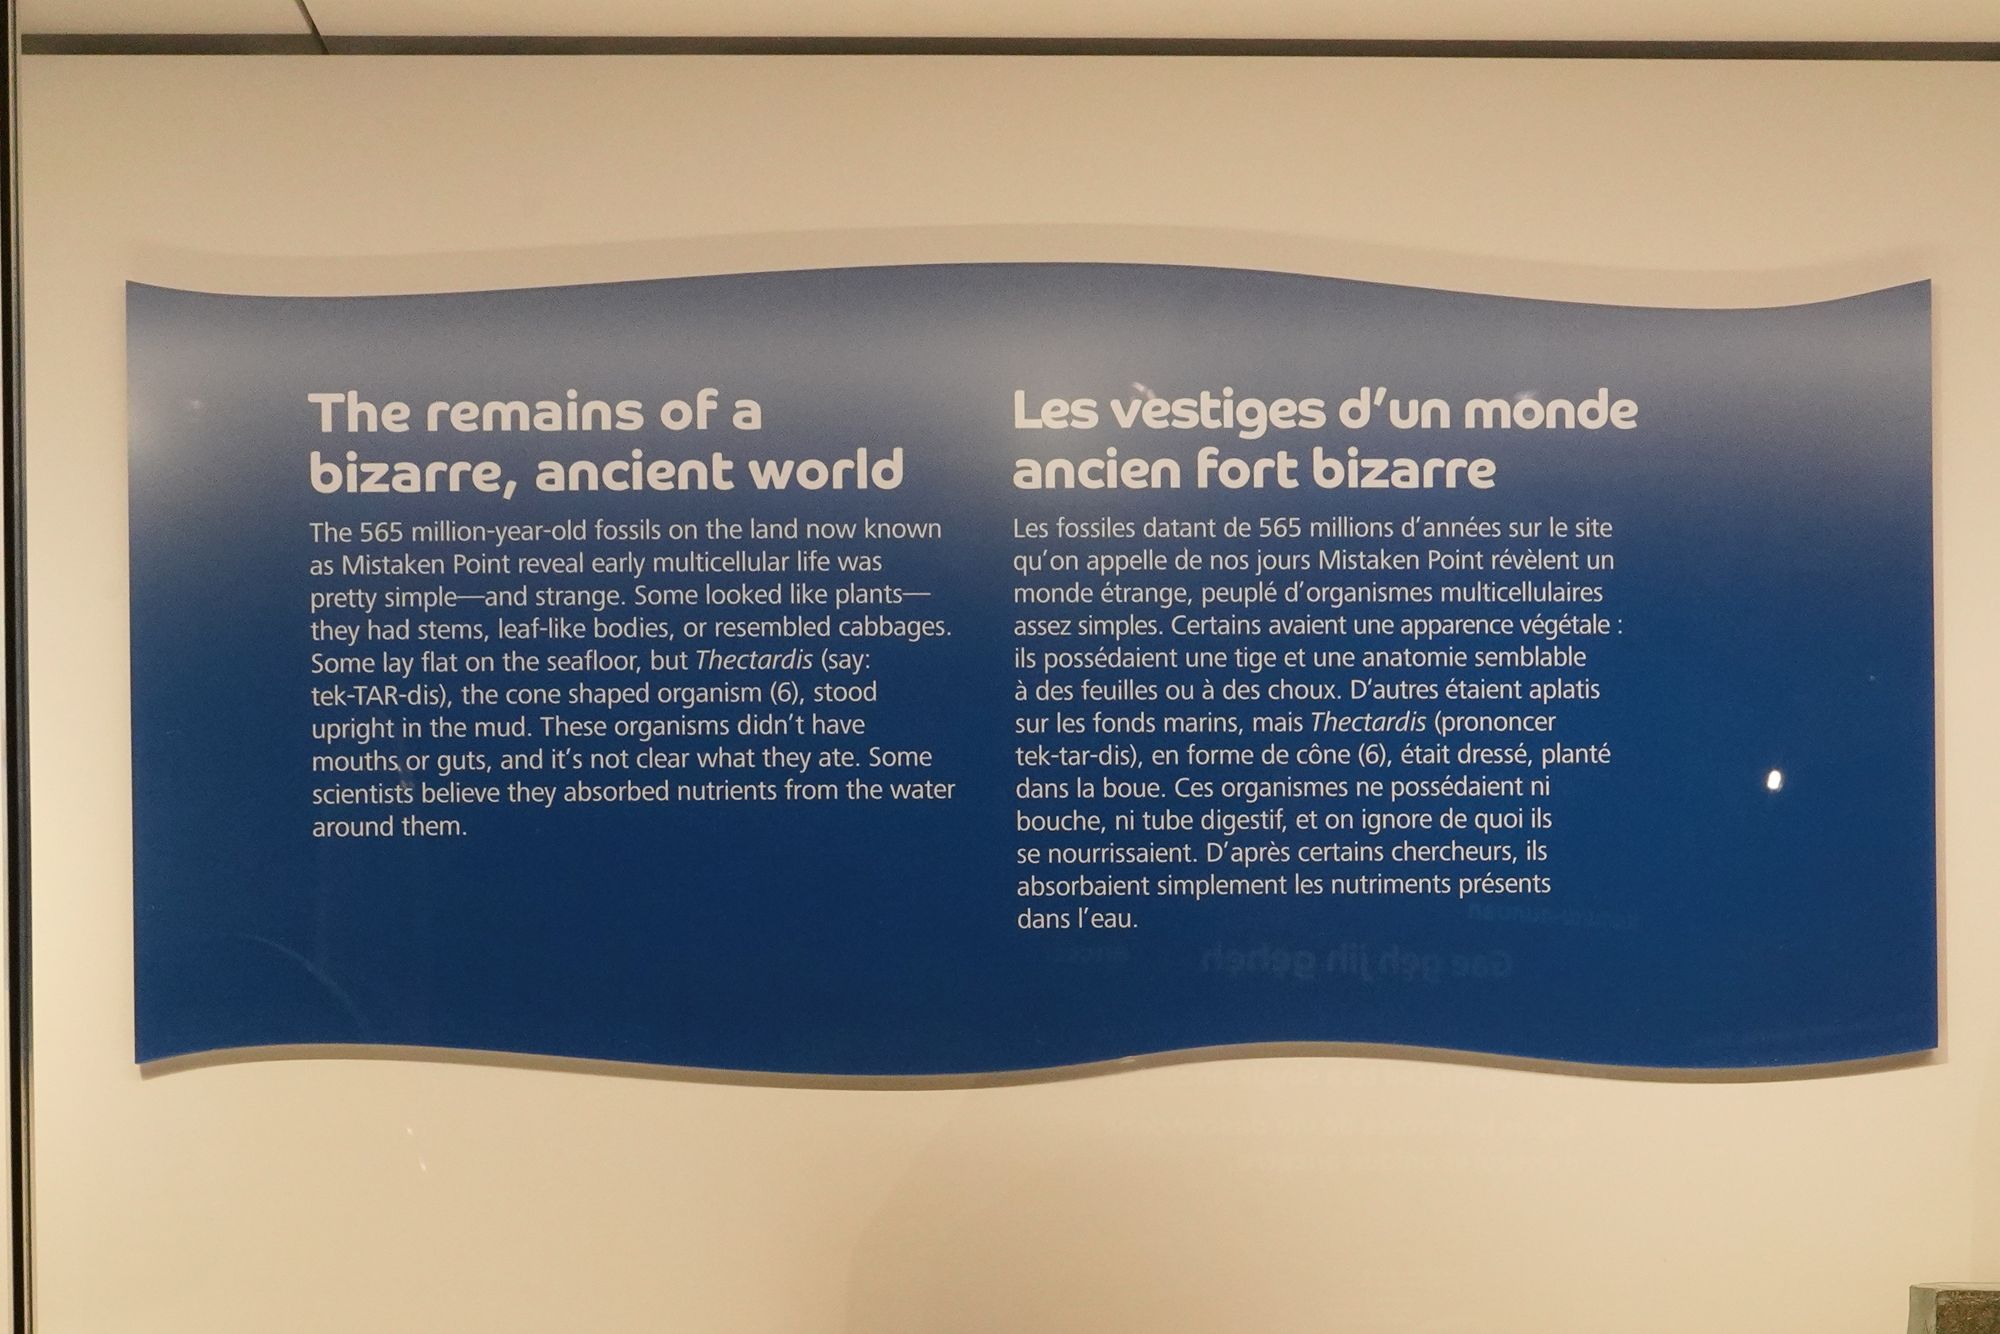 The remains of a
bizarre, ancient world
The 565 million-year-old fossils on the land now known
as Mistaken Point reveal early multicellular life was
pretty simple—and strange. Some looked like plants—
they had stems, leaf-like bodies, or resembled cabbages.
Some lay flat on the seafloor, but Thectardis (say:
tek-TAR-dis), the cone shaped organism (6), stood
upright in the mud. These organisms didn't have
mouths or guts, and it's not clear what they ate. Some
scientists believe they absorbed nutrients from the water
around them.
Les vestiges d'un monde
ancien fort bizarre
Les fossiles datant de 565 millions d'années sur le site
qu'on appelle de nos jours Mistaken Point révèlent un
monde étrange, peuplé d'organismes multicellulaires
assez simples. Certains avaient une apparence végétale :
ils possédaient une tige et une anatomie semblable
à des feuilles ou à des choux. D'autres étaient aplatis
sur les fonds marins, mais Thectardis (prononcer
tek-tar-dis), en forme de cône (6), était dressé, planté
dans la boue. Ces organismes ne possédaient ni
bouche, ni tube digestif, et on ignore de quoi ils
se nourrissaient. D'après certains chercheurs, ils
absorbaient simplement les nutriments présents
dans l'eau.